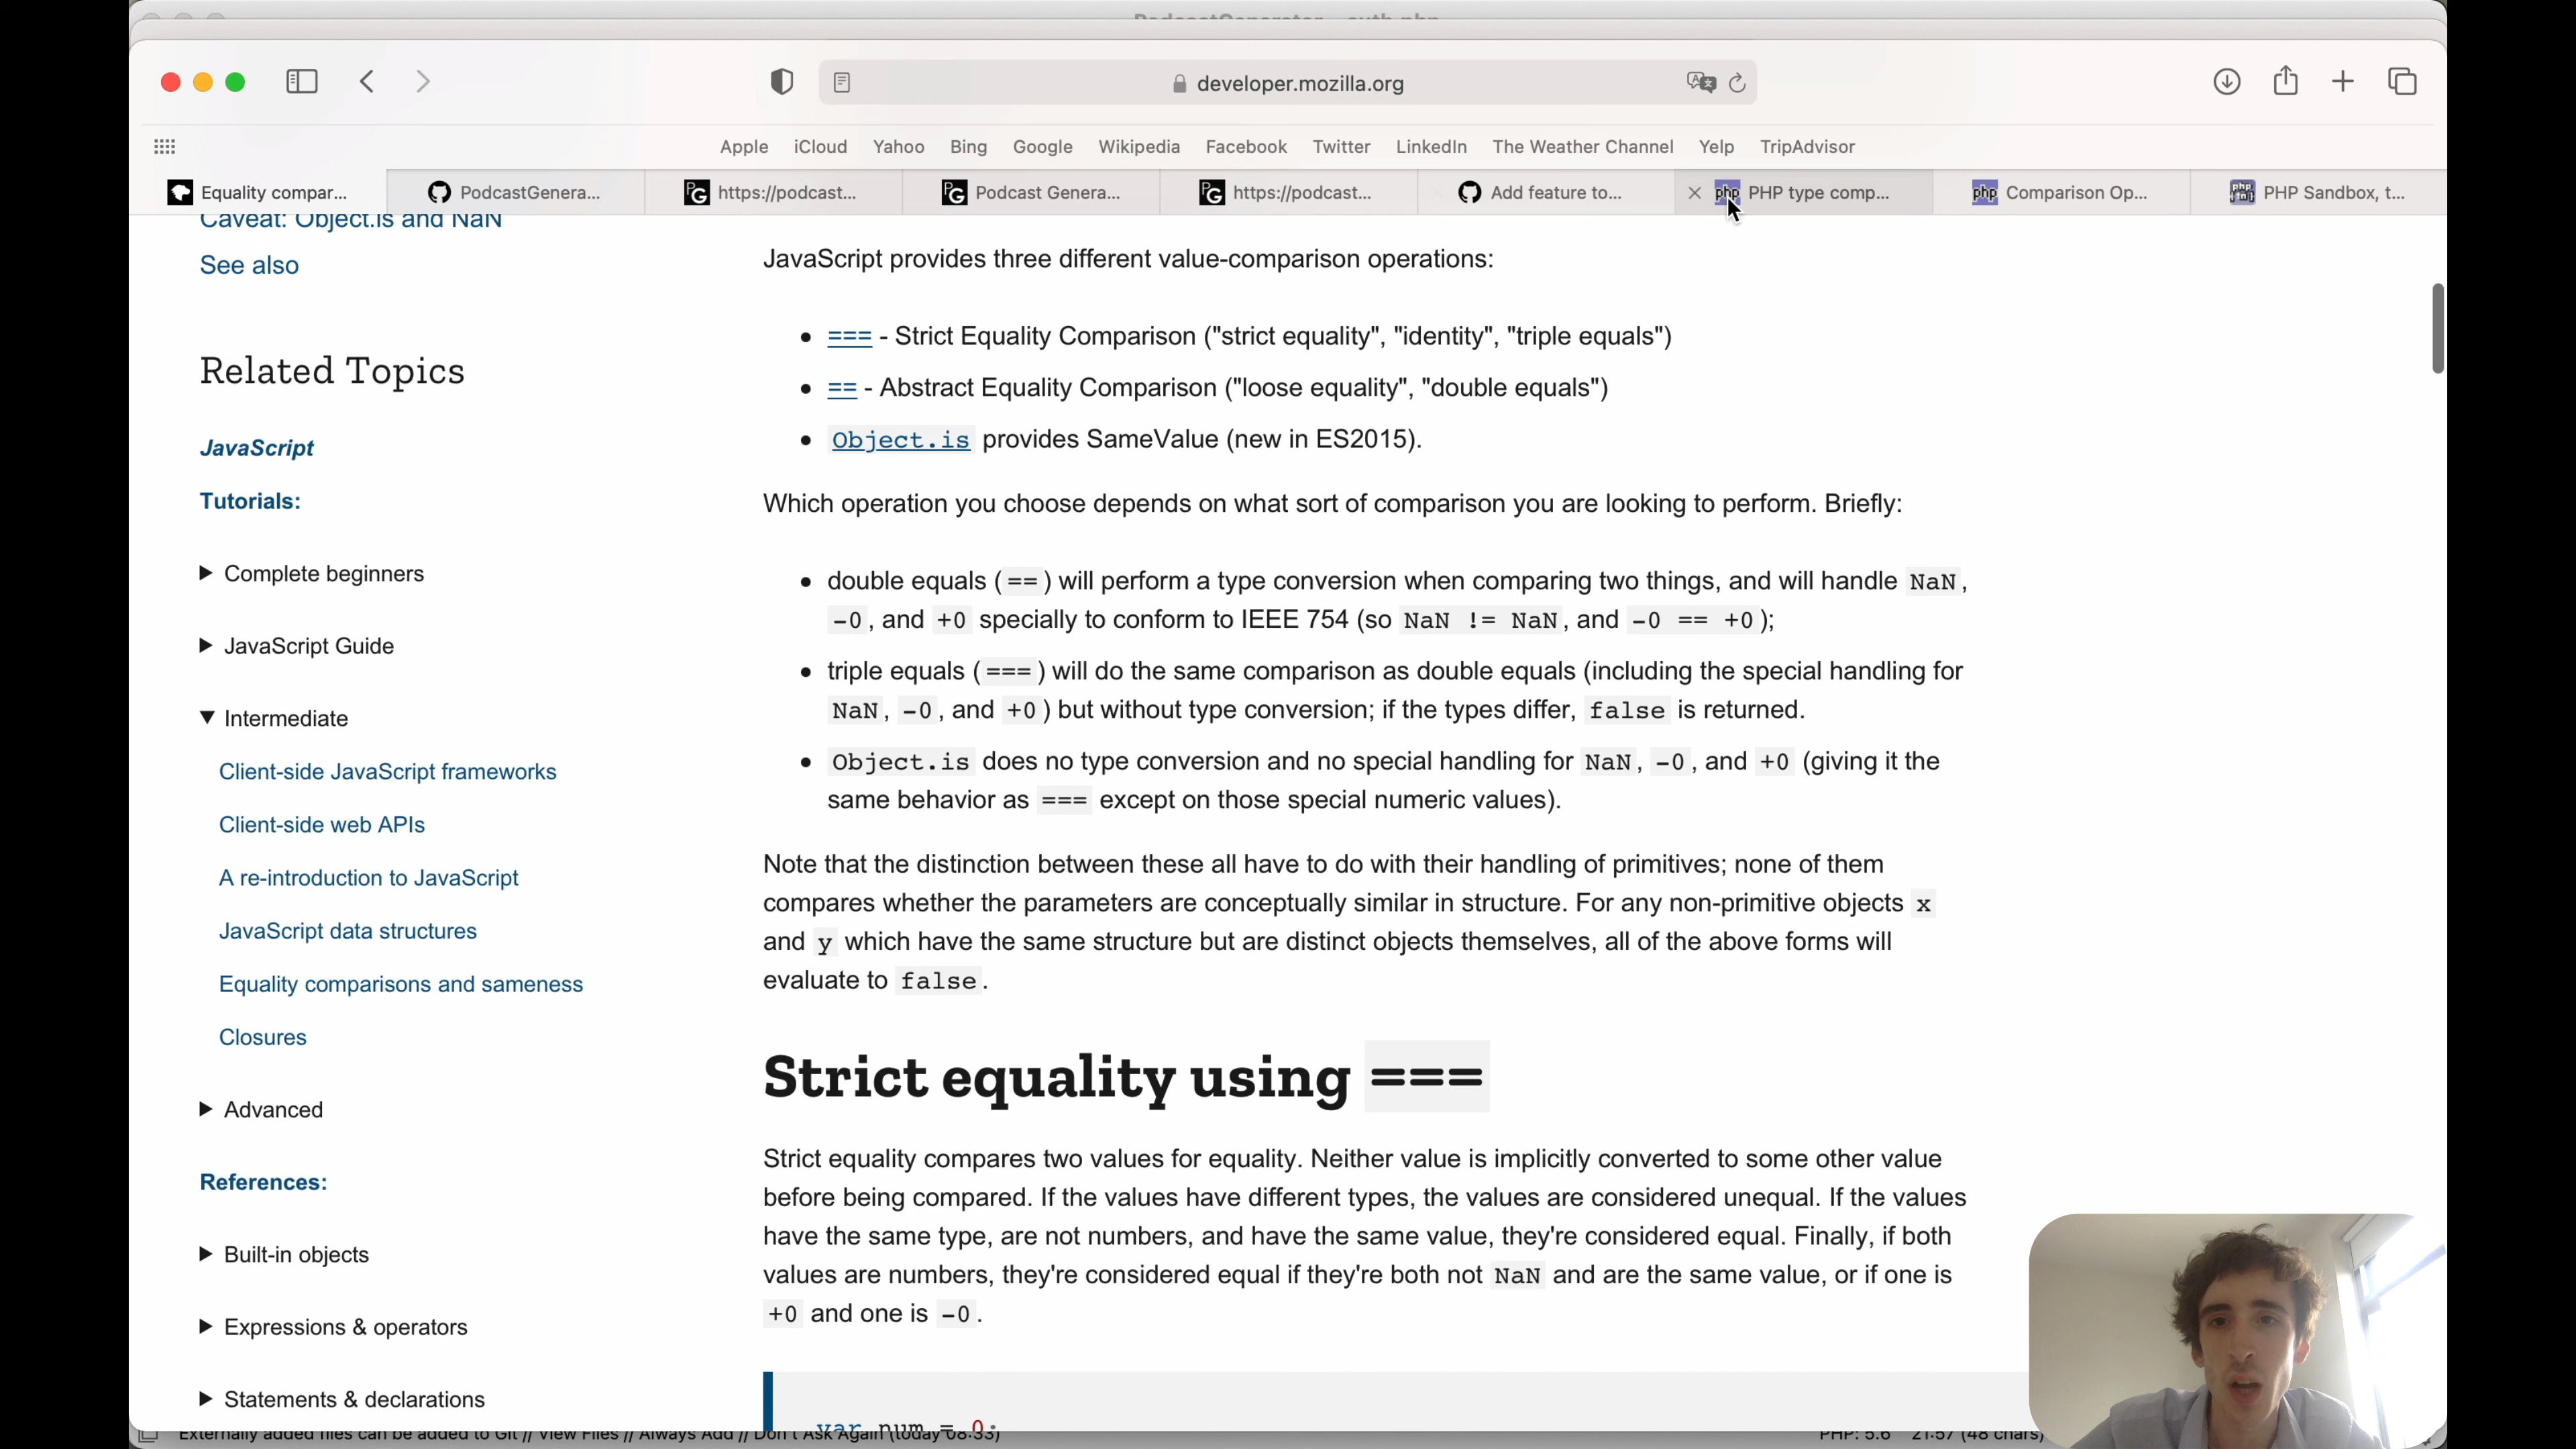 PodcastGenerator – auth.php
developer.mozilla.org
Apple iCloud Yahoo Bing Google Wikipedia Facebook Twitter LinkedIn The Weather Channel Yelp TripAdvisor
Equality compar... PodcastGenera... https://podcast... Podcast Genera... https://podcast... Add feature to... PHP type comp... Comparison Op... PHP Sandbox, t...
Caveat: Object.is and NaN
See also
Related Topics
JavaScript
Tutorials:
Complete beginners
JavaScript Guide
Intermediate
Client-side JavaScript frameworks
Client-side web APIs
A re-introduction to JavaScript
JavaScript data structures
Equality comparisons and sameness
Closures
Advanced
References:
Built-in objects
Expressions & operators
Statements & declarations
JavaScript provides three different value-comparison operations:
=== - Strict Equality Comparison ("strict equality", "identity", "triple equals")
== - Abstract Equality Comparison ("loose equality", "double equals")
Object.is provides SameValue (new in ES2015).
Which operation you choose depends on what sort of comparison you are looking to perform. Briefly:
double equals (==) will perform a type conversion when comparing two things, and will handle NaN,
-0, and +0 specially to conform to IEEE 754 (so NaN != NaN, and -0 == +0);
triple equals (===) will do the same comparison as double equals (including the special handling for
NaN, -0, and +0) but without type conversion; if the types differ, false is returned.
Object.is does no type conversion and no special handling for NaN, -0, and +0 (giving it the
same behavior as === except on those special numeric values).
Note that the distinction between these all have to do with their handling of primitives; none of them
compares whether the parameters are conceptually similar in structure. For any non-primitive objects x
and y which have the same structure but are distinct objects themselves, all of the above forms will
evaluate to false.
Strict equality using ===
Strict equality compares two values for equality. Neither value is implicitly converted to some other value
before being compared. If the values have different types, the values are considered unequal. If the values
have the same type, are not numbers, and have the same value, they're considered equal. Finally, if both
values are numbers, they're considered equal if they're both not NaN and are the same value, or if one is
+0 and one is -0.
var num = 0;
Externally added files can be added to Git // View Files // Always Add // Don't Ask Again (today 08:33) PHP: 5.6 21:57 (48 chars)